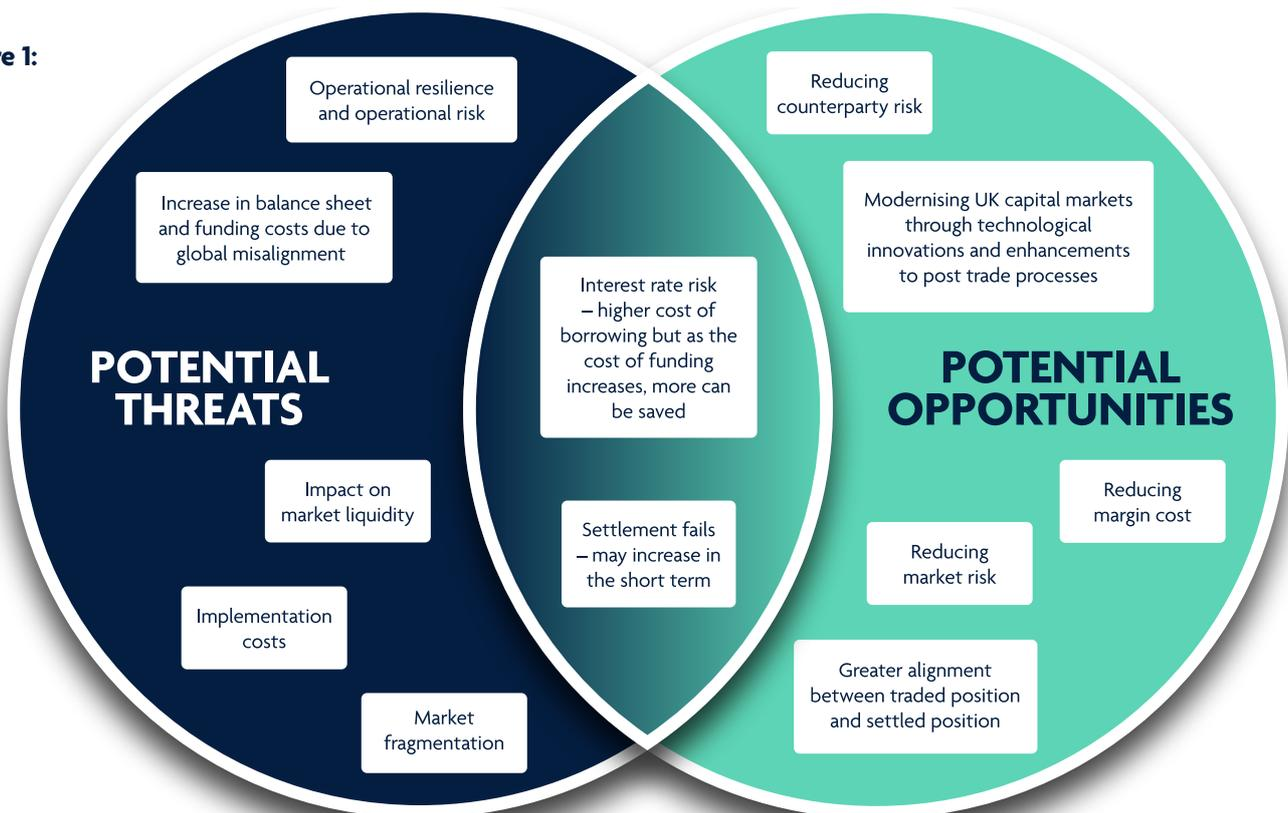 re 1:
Operational resilience
and operational risk
Increase in balance sheet
and funding costs due to
global misalignment
POTENTIAL
THREATS
Impact on
market liquidity
Implementation
costs
Market
fragmentation
Interest rate risk
– higher cost of
borrowing but as the
cost of funding
increases, more can
be saved
Settlement fails
– may increase in
the short term
Reducing
counterparty risk
Modernising UK capital markets
through technological
innovations and enhancements
to post trade processes
POTENTIAL
OPPORTUNITIES
Reducing
margin cost
Reducing
market risk
Greater alignment
between traded position
and settled position